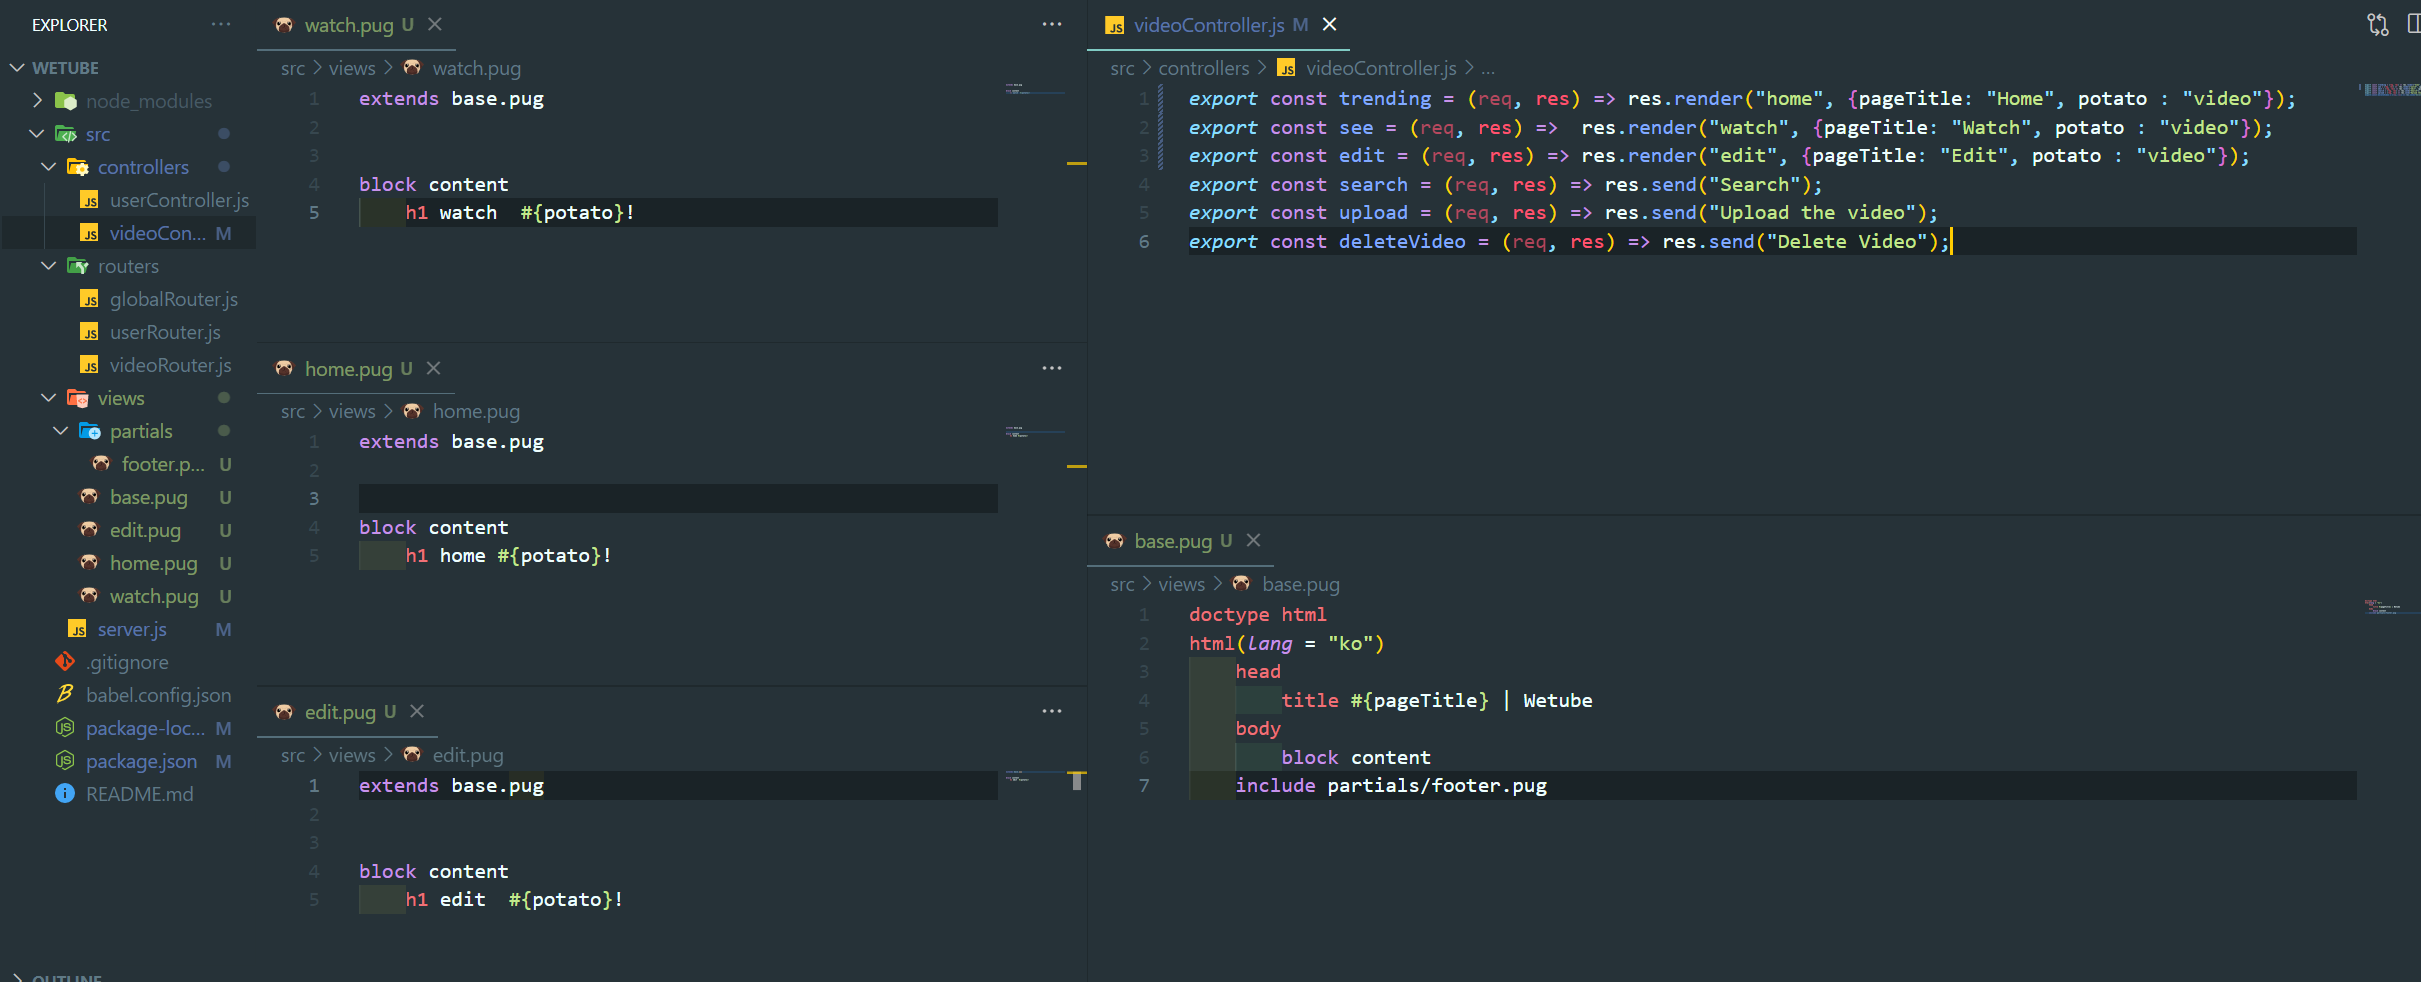 EXPLORER
WETUBE
node_modules
src
controllers
userController.js
videoCon... M
routers
globalRouter.js
userRouter.js
videoRouter.js
views
partials
footer.p... U
base.pug U
edit.pug U
home.pug U
watch.pug U
server.js M
.gitignore
babel.config.json
package-loc... M
package.json M
README.md
OUTLINE
watch.pug U
src > views > watch.pug
1 extends base.pug
2
3
4 block content
5 h1 watch  #{potato}!
home.pug U
src > views > home.pug
1 extends base.pug
2
3
4 block content
5 h1 home #{potato}!
edit.pug U
src > views > edit.pug
1 extends base.pug
2
3
4 block content
5 h1 edit  #{potato}!
JS videoController.js M
src > controllers > JS videoController.js > ...
1 export const trending = (req, res) => res.render("home", {pageTitle: "Home", potato : "video"});
2 export const see = (req, res) =>  res.render("watch", {pageTitle: "Watch", potato : "video"});
3 export const edit = (req, res) => res.render("edit", {pageTitle: "Edit", potato : "video"});
4 export const search = (req, res) => res.send("Search");
5 export const upload = (req, res) => res.send("Upload the video");
6 export const deleteVideo = (req, res) => res.send("Delete Video");
base.pug U
src > views > base.pug
1 doctype html
2 html(lang = "ko")
3 head
4 title #{pageTitle} | Wetube
5 body
6 block content
7 include partials/footer.pug